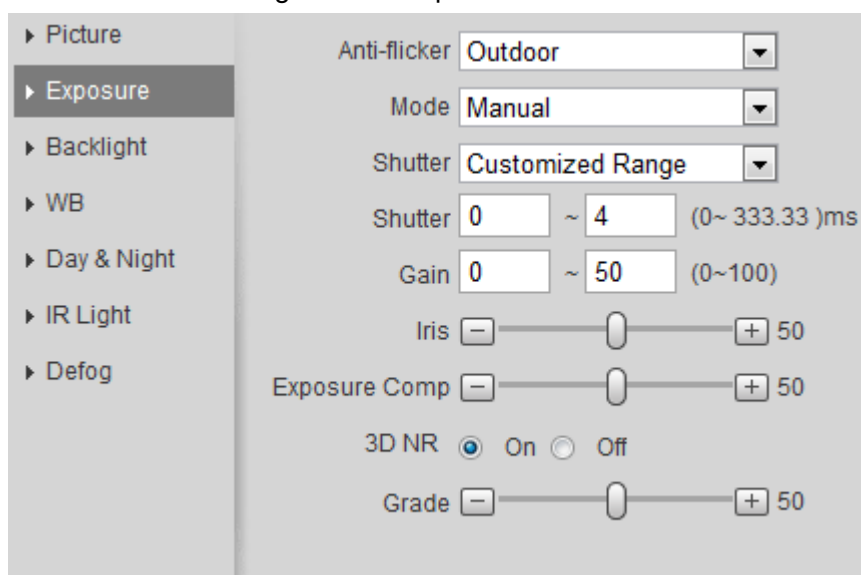 Picture
Exposure
Backlight
WB
Day & Night
IR Light
Defog
Anti-flicker Outdoor
Mode Manual
Shutter Customized Range
Shutter 0 ~ 4 (0~ 333.33 )ms
Gain 0 ~ 50 (0~100)
Iris 50
Exposure Comp 50
3D NR On Off
Grade 50